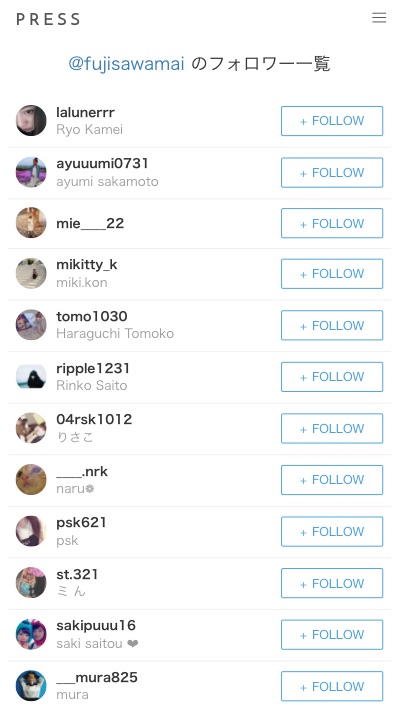 PRESS
@fujisawamai のフォロワー一覧
lalunerrr
Ryo Kamei
+ FOLLOW
ayuuumi0731
ayumi sakamoto
+ FOLLOW
mie____22
+ FOLLOW
mikitty_k
miki.kon
+ FOLLOW
tomo1030
Haraguchi Tomoko
+ FOLLOW
ripple1231
Rinko Saito
+ FOLLOW
04rsk1012
りさこ
+ FOLLOW
____.nrk
naru❁
+ FOLLOW
psk621
psk
+ FOLLOW
st.321
ミ ん
+ FOLLOW
sakipuuu16
saki saitou ❤
+ FOLLOW
___mura825
mura
+ FOLLOW